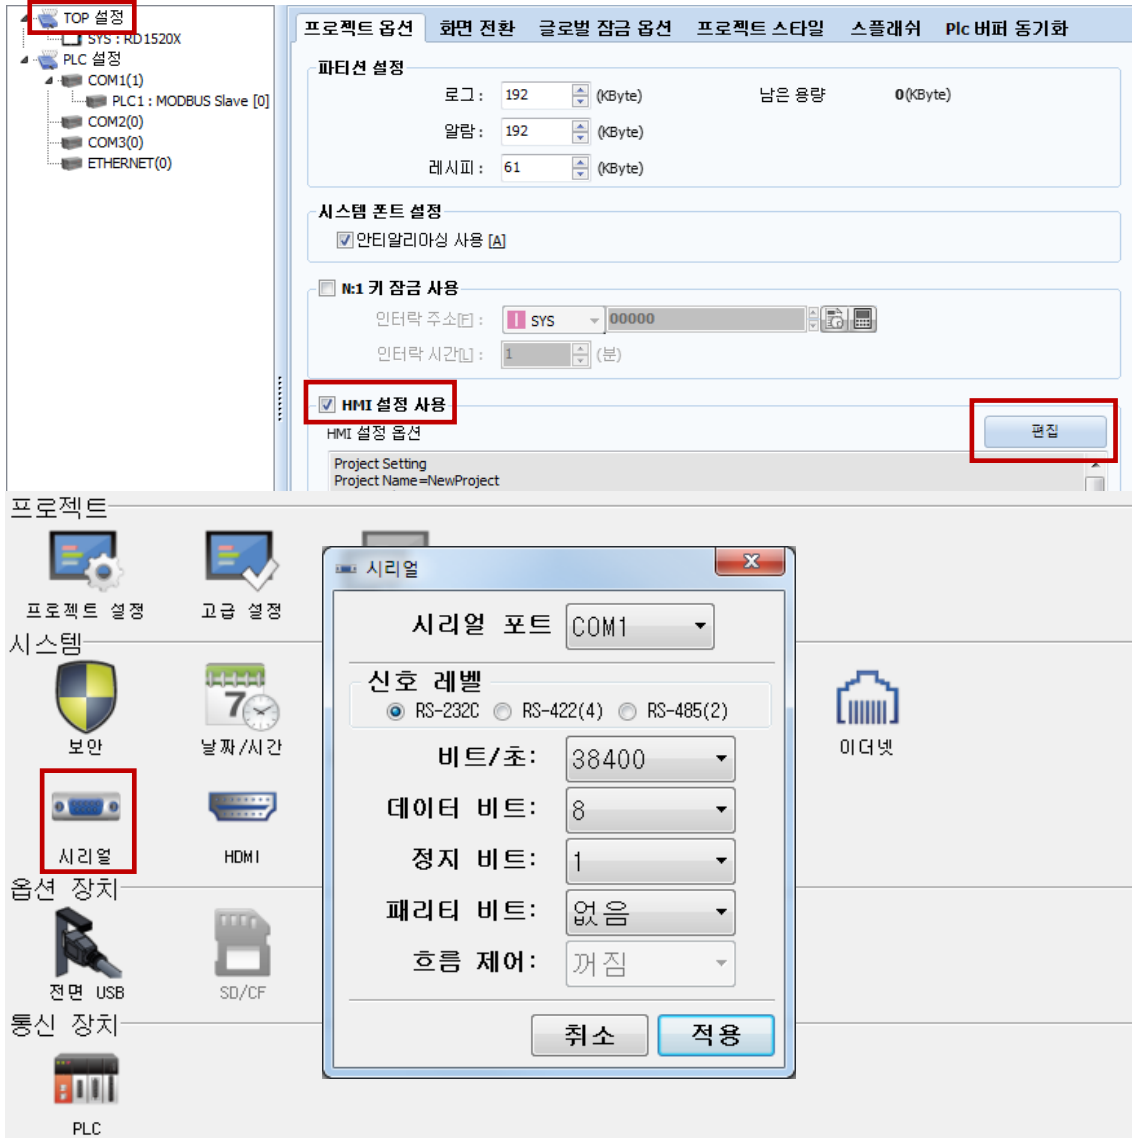 TOP 설정
SYS : RD1520X
PLC 설정
COM1(1)
PLC1 : MODBUS Slave [0]
COM2(0)
COM3(0)
ETHERNET(0)
프로젝트 옵션 화면 전환 글로벌 잠금 옵션 프로젝트 스타일 스플래쉬 Plc 버퍼 동기화
파티션 설정
로그 : 192 (KByte) 남은 용량 0(KByte)
알람 : 192 (KByte)
레시피 : 61 (KByte)
시스템 폰트 설정
안티알리아싱 사용 [A]
N:1 키 잠금 사용
인터락 주소[F] : SYS 00000
인터락 시간[L] : 1 (분)
HMI 설정 사용
HMI 설정 옵션 편집
Project Setting
Project Name=NewProject
프로젝트
프로젝트 설정 고급 설정
시스템
보안 날짜/시간 이더넷
7
시리얼 HDMI
옵션 장치
전면 USB SD/CF
통신 장치
PLC
시리얼
시리얼 포트 COM1
신호 레벨
RS-232C RS-422(4) RS-485(2)
비트/초: 38400
데이터 비트: 8
정지 비트: 1
패리티 비트: 없음
흐름 제어: 꺼짐
취소 적용